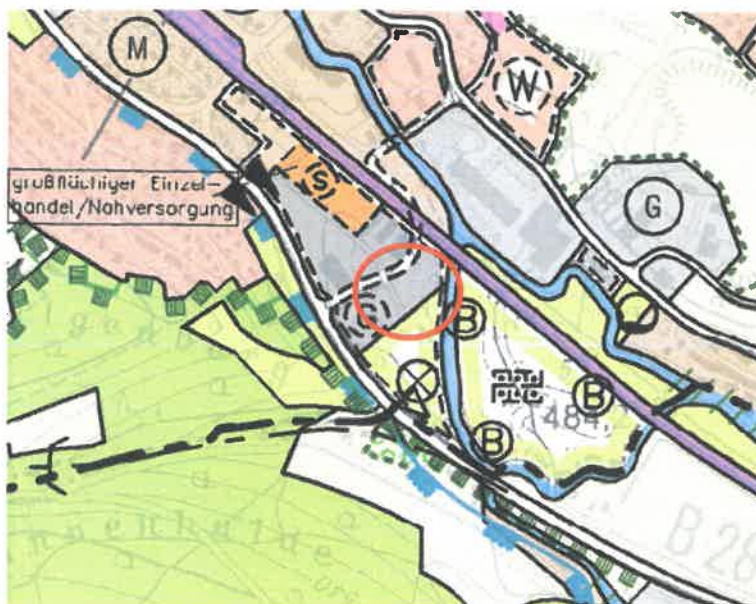 M
W
großflächiger Einzel-
handel/Nahversorgung
S
G
G
B
B
484,
B
B 28